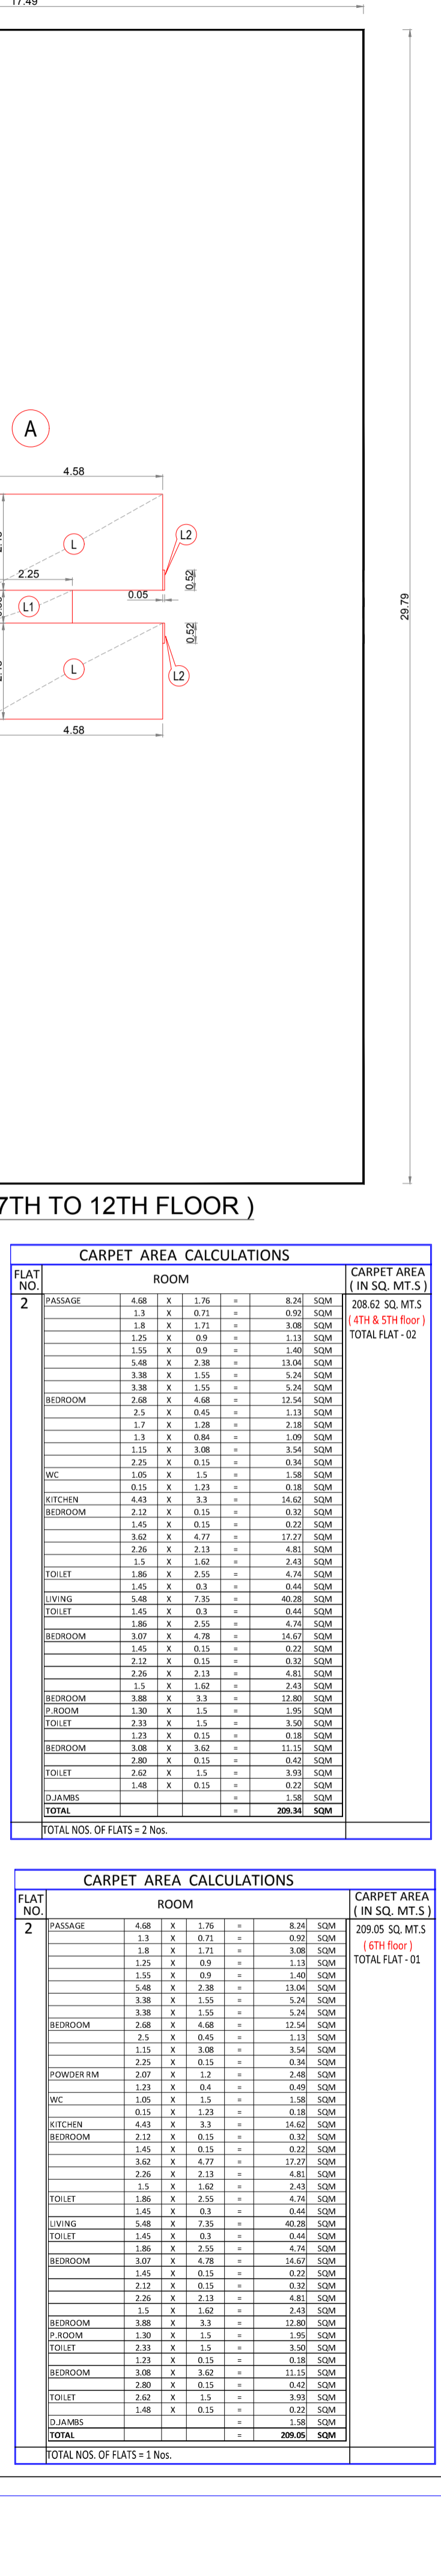 17.49
A
4.58
L
L2
2.25
0.52
L1
0.05
0.52
29.79
L
L2
4.58
7TH TO 12TH FLOOR )
CARPET AREA CALCULATIONS
FLAT NO. ROOM CARPET AREA ( IN SQ. MT.S )
2 PASSAGE 4.68 X 1.76 = 8.24 SQM 208.62 SQ. MT.S
1.3 X 0.71 = 0.92 SQM ( 4TH & 5TH floor )
1.8 X 1.71 = 3.08 SQM TOTAL FLAT - 02
1.25 X 0.9 = 1.13 SQM
1.55 X 0.9 = 1.40 SQM
5.48 X 2.38 = 13.04 SQM
3.38 X 1.55 = 5.24 SQM
3.38 X 1.55 = 5.24 SQM
BEDROOM 2.68 X 4.68 = 12.54 SQM
2.5 X 0.45 = 1.13 SQM
1.7 X 1.28 = 2.18 SQM
1.3 X 0.84 = 1.09 SQM
1.15 X 3.08 = 3.54 SQM
2.25 X 0.15 = 0.34 SQM
WC 1.05 X 1.5 = 1.58 SQM
0.15 X 1.23 = 0.18 SQM
KITCHEN 4.43 X 3.3 = 14.62 SQM
BEDROOM 2.12 X 0.15 = 0.32 SQM
1.45 X 0.15 = 0.22 SQM
3.62 X 4.77 = 17.27 SQM
2.26 X 2.13 = 4.81 SQM
1.5 X 1.62 = 2.43 SQM
TOILET 1.86 X 2.55 = 4.74 SQM
1.45 X 0.3 = 0.44 SQM
LIVING 5.48 X 7.35 = 40.28 SQM
TOILET 1.45 X 0.3 = 0.44 SQM
1.86 X 2.55 = 4.74 SQM
BEDROOM 3.07 X 4.78 = 14.67 SQM
1.45 X 0.15 = 0.22 SQM
2.12 X 0.15 = 0.32 SQM
2.26 X 2.13 = 4.81 SQM
1.5 X 1.62 = 2.43 SQM
BEDROOM 3.88 X 3.3 = 12.80 SQM
P.ROOM 1.30 X 1.5 = 1.95 SQM
TOILET 2.33 X 1.5 = 3.50 SQM
1.23 X 0.15 = 0.18 SQM
BEDROOM 3.08 X 3.62 = 11.15 SQM
2.80 X 0.15 = 0.42 SQM
TOILET 2.62 X 1.5 = 3.93 SQM
1.48 X 0.15 = 0.22 SQM
D.JAMBS = 1.58 SQM
TOTAL = 209.34 SQM
TOTAL NOS. OF FLATS = 2 Nos.
CARPET AREA CALCULATIONS
FLAT NO. ROOM CARPET AREA ( IN SQ. MT.S )
2 PASSAGE 4.68 X 1.76 = 8.24 SQM 209.05 SQ. MT.S
1.3 X 0.71 = 0.92 SQM ( 6TH floor )
1.8 X 1.71 = 3.08 SQM TOTAL FLAT - 01
1.25 X 0.9 = 1.13 SQM
1.55 X 0.9 = 1.40 SQM
5.48 X 2.38 = 13.04 SQM
3.38 X 1.55 = 5.24 SQM
3.38 X 1.55 = 5.24 SQM
BEDROOM 2.68 X 4.68 = 12.54 SQM
2.5 X 0.45 = 1.13 SQM
1.15 X 3.08 = 3.54 SQM
2.25 X 0.15 = 0.34 SQM
POWDER RM 2.07 X 1.2 = 2.48 SQM
1.23 X 0.4 = 0.49 SQM
WC 1.05 X 1.5 = 1.58 SQM
0.15 X 1.23 = 0.18 SQM
KITCHEN 4.43 X 3.3 = 14.62 SQM
BEDROOM 2.12 X 0.15 = 0.32 SQM
1.45 X 0.15 = 0.22 SQM
3.62 X 4.77 = 17.27 SQM
2.26 X 2.13 = 4.81 SQM
1.5 X 1.62 = 2.43 SQM
TOILET 1.86 X 2.55 = 4.74 SQM
1.45 X 0.3 = 0.44 SQM
LIVING 5.48 X 7.35 = 40.28 SQM
TOILET 1.45 X 0.3 = 0.44 SQM
1.86 X 2.55 = 4.74 SQM
BEDROOM 3.07 X 4.78 = 14.67 SQM
1.45 X 0.15 = 0.22 SQM
2.12 X 0.15 = 0.32 SQM
2.26 X 2.13 = 4.81 SQM
1.5 X 1.62 = 2.43 SQM
BEDROOM 3.88 X 3.3 = 12.80 SQM
P.ROOM 1.30 X 1.5 = 1.95 SQM
TOILET 2.33 X 1.5 = 3.50 SQM
1.23 X 0.15 = 0.18 SQM
BEDROOM 3.08 X 3.62 = 11.15 SQM
2.80 X 0.15 = 0.42 SQM
TOILET 2.62 X 1.5 = 3.93 SQM
1.48 X 0.15 = 0.22 SQM
D.JAMBS = 1.58 SQM
TOTAL = 209.05 SQM
TOTAL NOS. OF FLATS = 1 Nos.